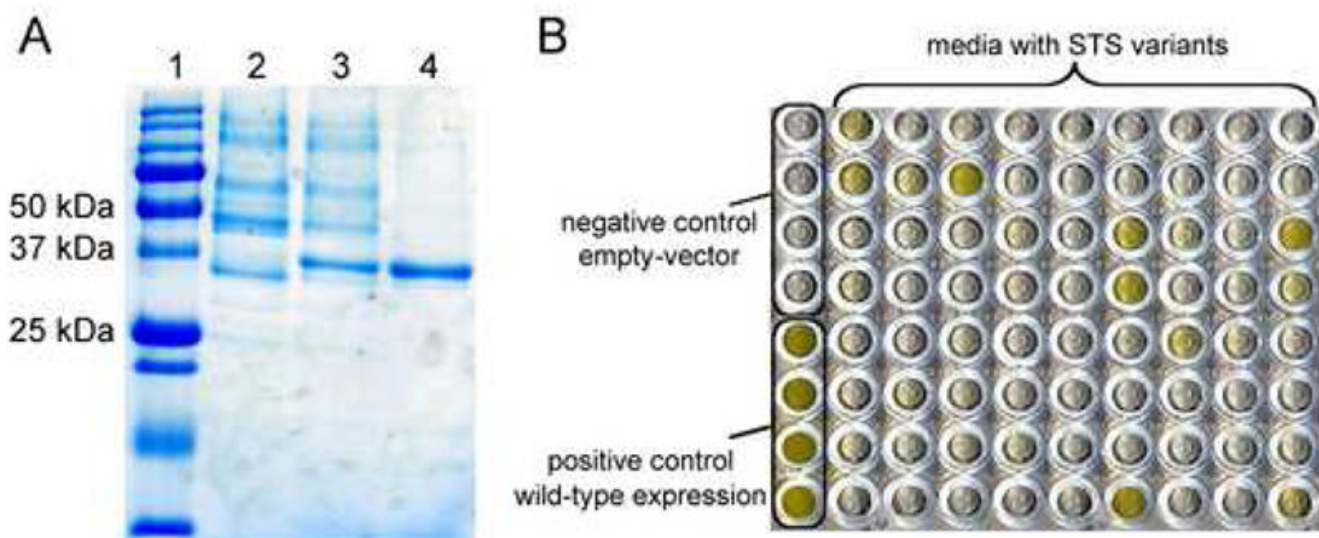 A
1 2 3 4
50 kDa
37 kDa
25 kDa
B
media with STS variants
negative control
empty-vector
positive control
wild-type expression